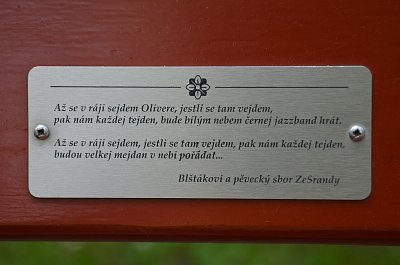 Až se v ráji sejdem Olivere, jestli se tam vejdem,
pak nám každej tejden, bude bílým nebem černej jazzband hrát.
Až se v ráji sejdem, jestli se tam vejdem, pak nám každej tejden,
budou velkej mejdan v nebi pořádat...
Blšťákovi a pěvecký sbor ZeSrandy